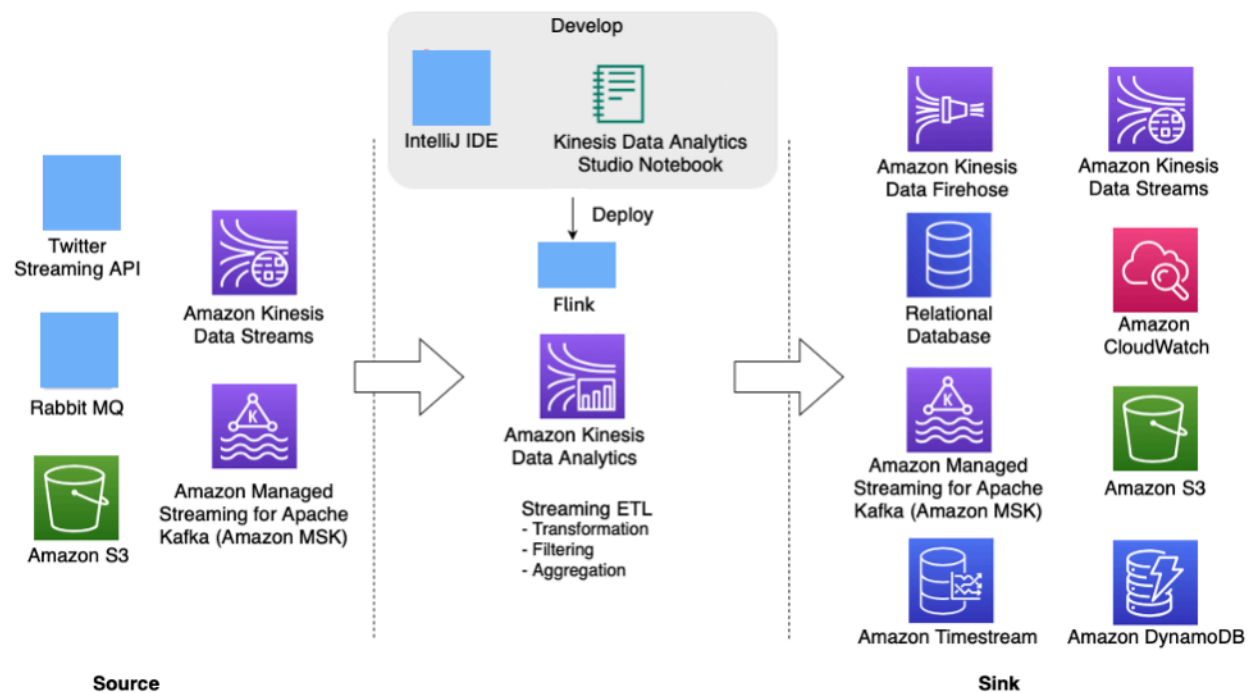 Develop
IntelliJ IDE
Kinesis Data Analytics
Studio Notebook
Deploy
Flink
Amazon Kinesis
Data Analytics
Streaming ETL
- Transformation
- Filtering
- Aggregation
Twitter
Streaming API
Amazon Kinesis
Data Streams
Rabbit MQ
K
Amazon Managed
Streaming for Apache
Kafka (Amazon MSK)
Amazon S3
Source
Amazon Kinesis
Data Firehose
Amazon Kinesis
Data Streams
Relational
Database
Amazon
CloudWatch
K
Amazon Managed
Streaming for Apache
Kafka (Amazon MSK)
Amazon S3
Amazon Timestream
Amazon DynamoDB
Sink